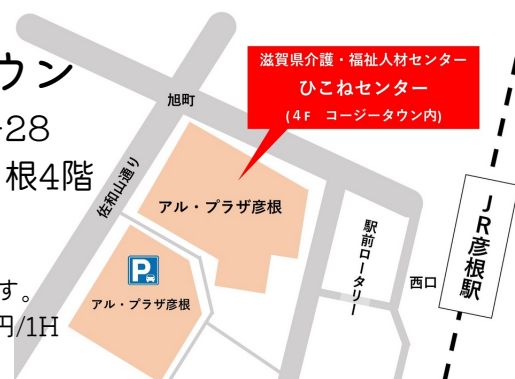 ウン
-28
根4階
す。
円/1H
滋賀県介護・福祉人材センター
ひこねセンター
(4F コージータウン内)
旭町
佐和山通り
アル・プラザ彦根
P
アル・プラザ彦根
駅前ロータリー
西口
JR彦根駅